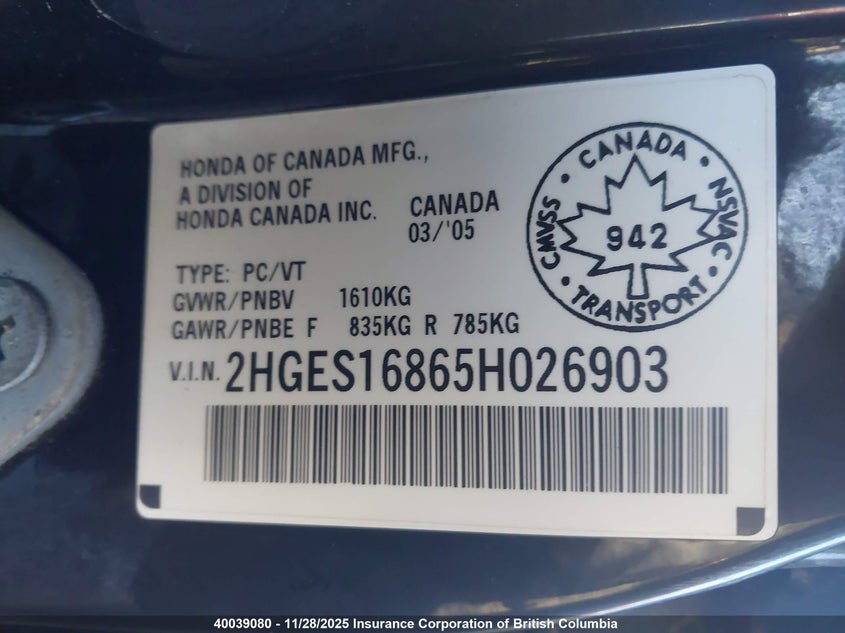 HONDA OF CANADA MFG.,
A DIVISION OF
HONDA CANADA INC. CANADA
03/'05
TYPE: PC/VT
GVWR/PNBV 1610KG
GAWR/PNBE F 835KG R 785KG
V.I.N. 2HGES16865H026903
CANADA
NSVAC
TRANSPORT
CMVSS
942
40039080 - 11/28/2025 Insurance Corporation of British Columbia